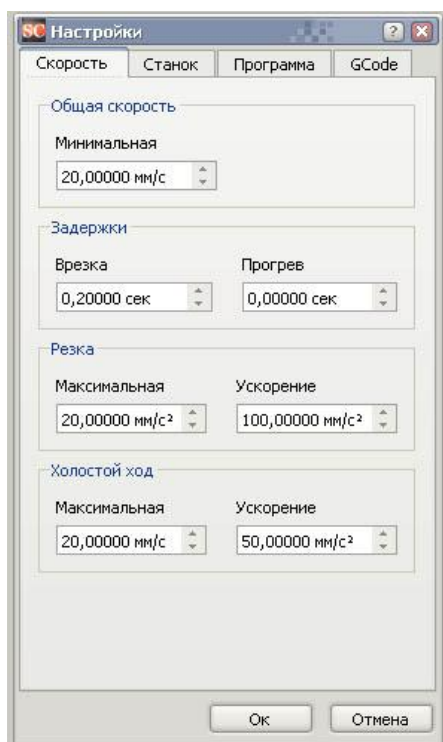 SC Настройки
Скорость Станок Программа GCode
Общая скорость
Минимальная
20,00000 мм/с
Задержки
Врезка Прогрев
0,20000 сек 0,00000 сек
Резка
Максимальная Ускорение
20,00000 мм/с² 100,00000 мм/с²
Холостой ход
Максимальная Ускорение
20,00000 мм/с 50,00000 мм/с²
Ок Отмена